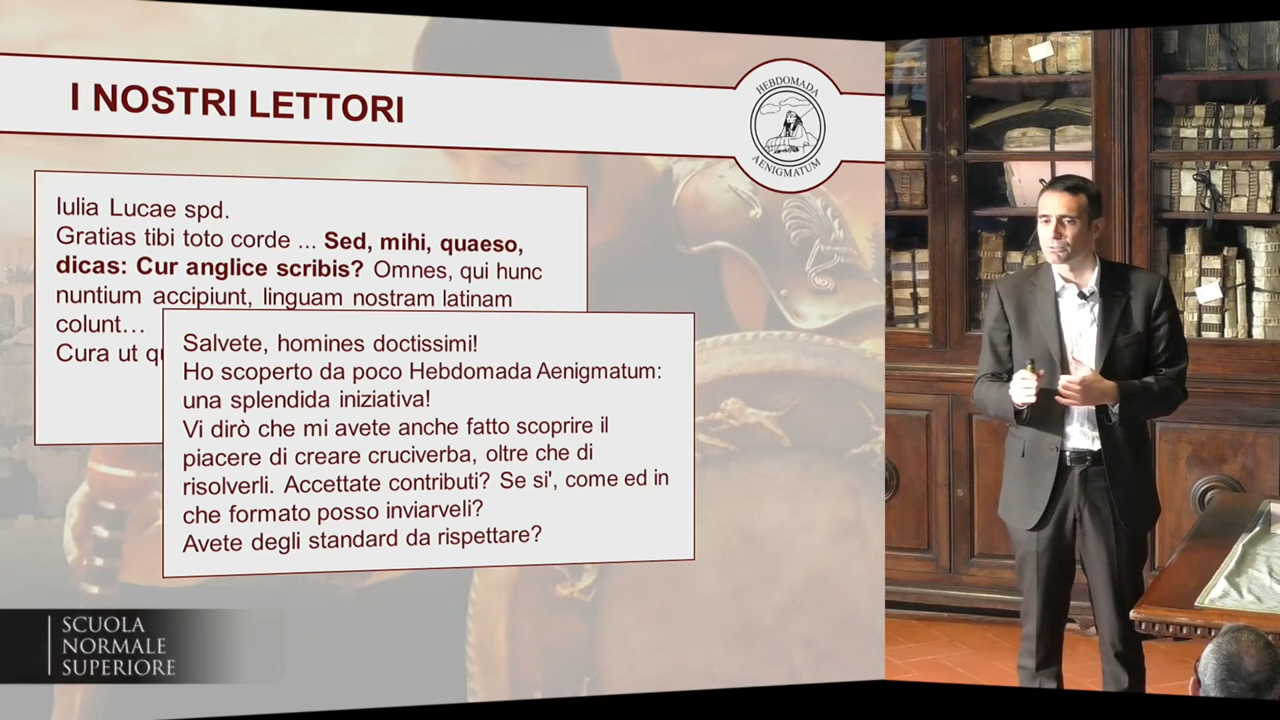 I NOSTRI LETTORI
HEBDOMADA
AENIGMATUM
Iulia Lucae spd.
Gratias tibi toto corde ... Sed, mihi, quaeso,
dicas: Cur anglice scribis? Omnes, qui hunc
nuntium accipiunt, linguam nostram latinam
colunt...
Cura ut
Salvete, homines doctissimi!
Ho scoperto da poco Hebdomada Aenigmatum:
una splendida iniziativa!
Vi dirò che mi avete anche fatto scoprire il
piacere di creare cruciverba, oltre che di
risolverli. Accettate contributi? Se si', come ed in
che formato posso inviarveli?
Avete degli standard da rispettare?
SCUOLA
NORMALE
SUPERIORE